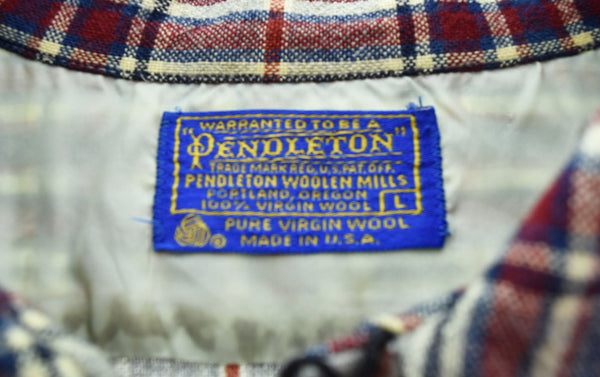 WARRANTED TO BE A
"PENDLETON"
TRADE MARK REG. U.S. PAT. OFF.
PENDLETON WOOLEN MILLS
PORTLAND, OREGON
100% VIRGIN WOOL L
® PURE VIRGIN WOOL
MADE IN U.S.A.